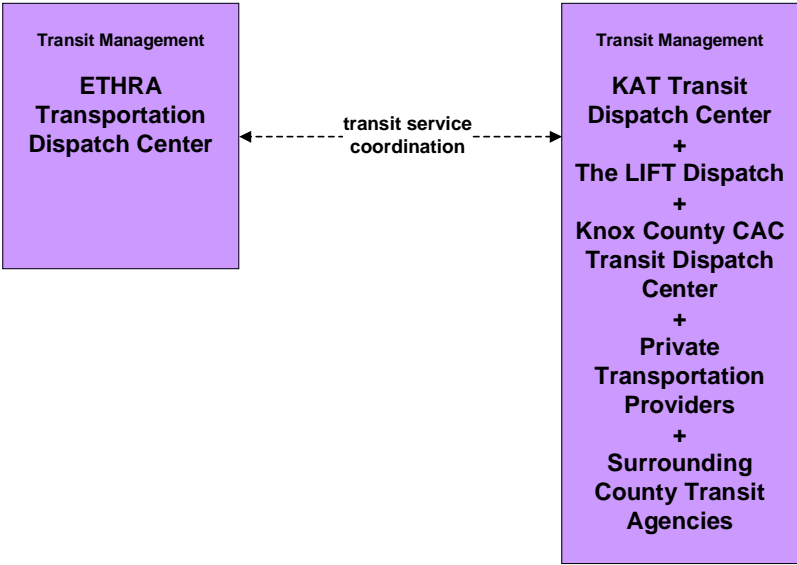 Transit Management
ETHRA
Transportation
Dispatch Center
transit service
coordination
Transit Management
KAT Transit
Dispatch Center
+
The LIFT Dispatch
+
Knox County CAC
Transit Dispatch
Center
+
Private
Transportation
Providers
+
Surrounding
County Transit
Agencies